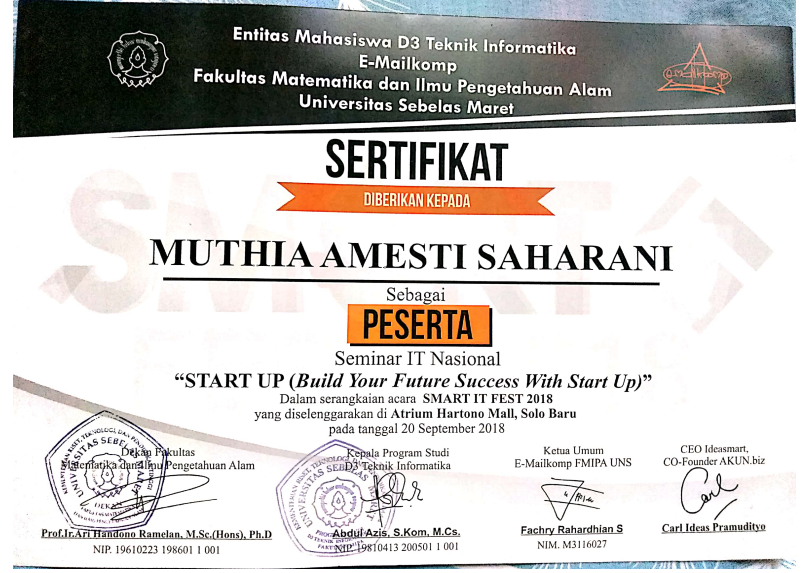 Entitas Mahasiswa D3 Teknik Informatika
E-Mailkomp
Fakultas Matematika dan Ilmu Pengetahuan Alam
Universitas Sebelas Maret
SERTIFIKAT
DIBERIKAN KEPADA
MUTHIA AMESTI SAHARANI
Sebagai
PESERTA
Seminar IT Nasional
“START UP (Build Your Future Success With Start Up)”
Dalam serangkaian acara SMART IT FEST 2018
yang diselenggarakan di Atrium Hartono Mall, Solo Baru
pada tanggal 20 September 2018
Dekan Fakultas
Matematika dan Ilmu Pengetahuan Alam
Prof.Ir.Ari Handono Ramelan, M.Sc.(Hons), Ph.D
NIP. 19610223 198601 1 001
Kepala Program Studi
D3 Teknik Informatika
Abdul Azis, S.Kom, M.Cs.
NIP. 19810413 200501 1 001
Ketua Umum
E-Mailkomp FMIPA UNS
Fachry Rahardhian S
NIM. M3116027
CEO Ideasmart,
CO-Founder AKUN.biz
Carl Ideas Pramudityo
SMART